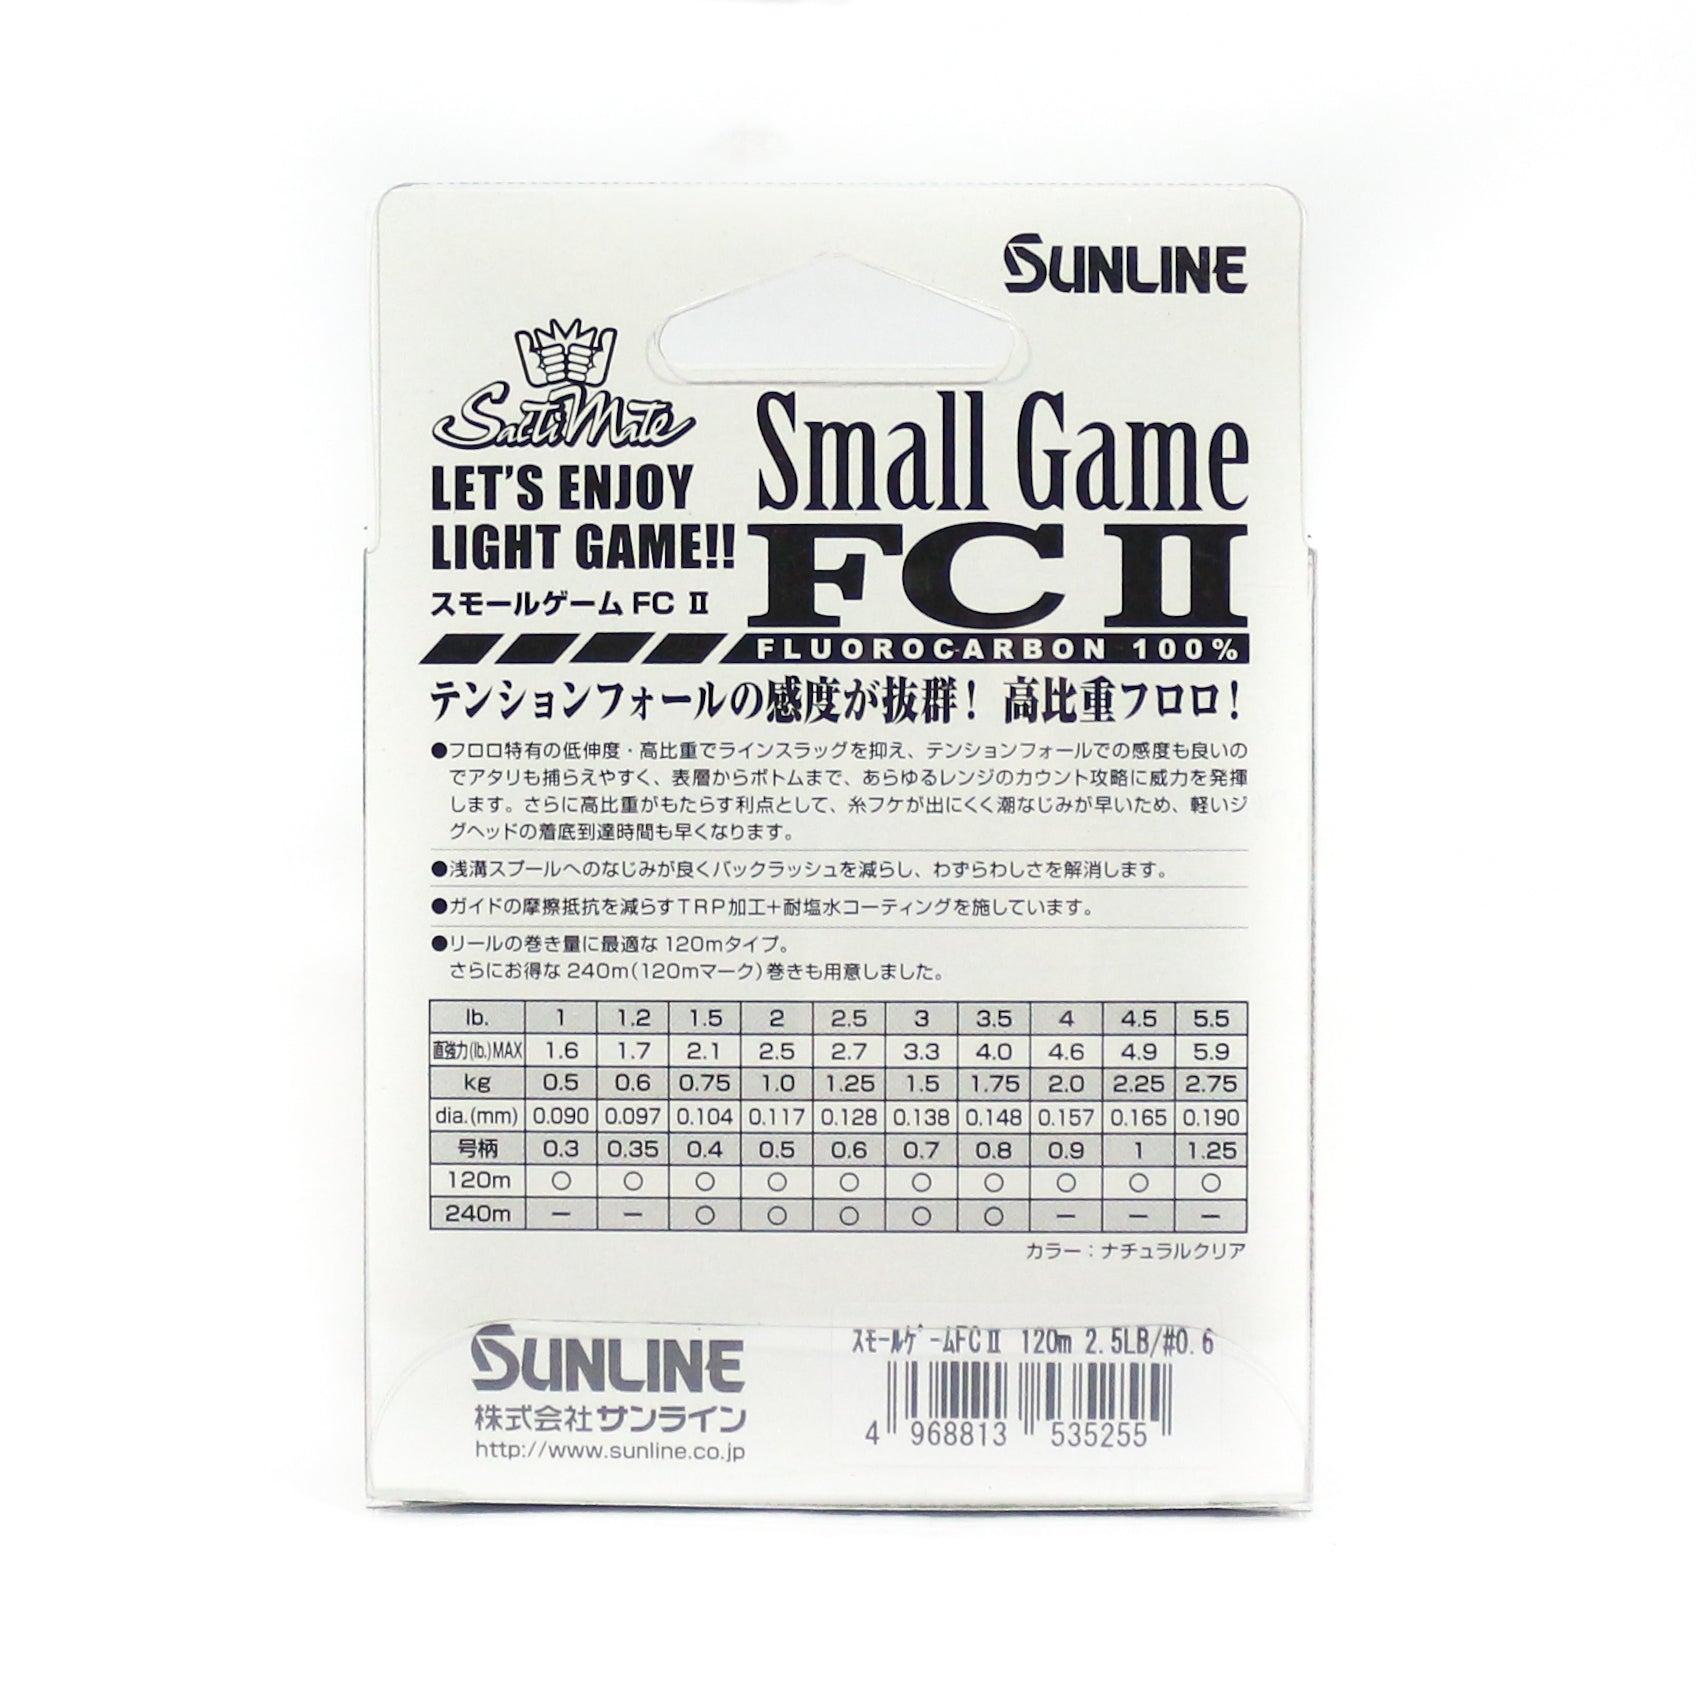 SUNLINE
SaltiMate
LET'S ENJOY
LIGHT GAME!!
スモールゲームFC Ⅱ
Small Game
FC Ⅱ
FLUOROCARBON 100%
テンションフォールの感度が抜群! 高比重フロロ!
●フロロ特有の低伸度・高比重でラインスラッグを抑え、テンションフォールでの感度も良いの
でアタリも捕らえやすく、表層からボトムまで、あらゆるレンジのカウント攻略に威力を発揮
します。さらに高比重がもたらす利点として、糸フケが出にくく潮なじみが早いため、軽いジ
グヘッドの着底到達時間も早くなります。
●浅溝スプールへのなじみが良くバックラッシュを減らし、わずらわしさを解消します。
●ガイドの摩擦抵抗を減らすTRP加工+耐塩水コーティングを施しています。
●リールの巻き量に最適な120mタイプ。
さらにお得な240m(120mマーク)巻きも用意しました。
lb. 1 1.2 1.5 2 2.5 3 3.5 4 4.5 5.5
直強力(lb.)MAX 1.6 1.7 2.1 2.5 2.7 3.3 4.0 4.6 4.9 5.9
kg 0.5 0.6 0.75 1.0 1.25 1.5 1.75 2.0 2.25 2.75
dia.(mm) 0.090 0.097 0.104 0.117 0.128 0.138 0.148 0.157 0.165 0.190
号柄 0.3 0.35 0.4 0.5 0.6 0.7 0.8 0.9 1 1.25
120m ○ ○ ○ ○ ○ ○ ○ ○ ○ ○
240m － － ○ ○ ○ ○ ○ － － －
カラー：ナチュラルクリア
SUNLINE
株式会社サンライン
http://www.sunline.co.jp
ｽﾓｰﾙｹﾞｰﾑFCⅡ 120m 2.5LB/#0.6
4 968813 535255